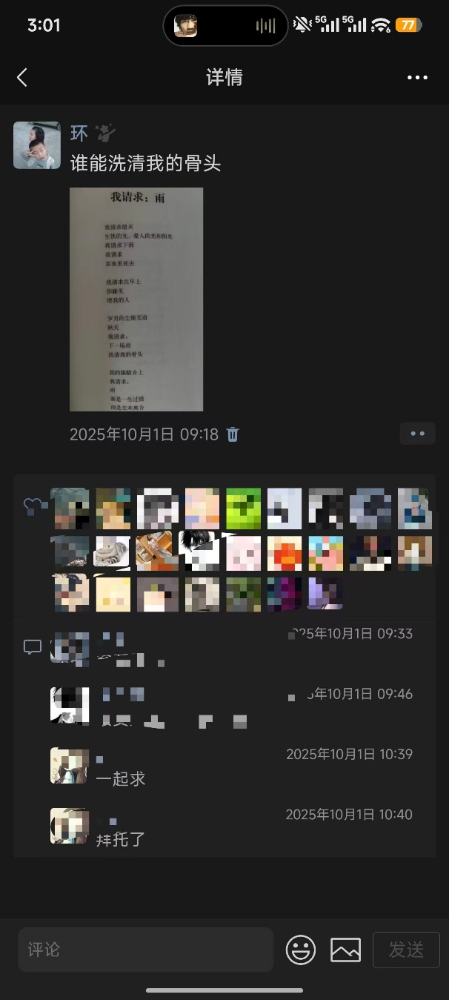 3:01
5G
5G
77
详情
环
谁能洗清我的骨头
我请求：雨
我请求熄灭
生铁的光、爱人的光和阳光
我请求下雨
我请求
在夜里死去
我请求在早上
你碰见
埋我的人
岁月的尘埃无边
秋天
我请求：
下一场雨
洗清我的骨头
我的眼睛合上
我请求：
雨
雨是一生过错
雨是悲欢离合
2025年10月1日 09:18
25年10月1日 09:33
年10月1日 09:46
2025年10月1日 10:39
一起求
2025年10月1日 10:40
拜托了
评论
发送